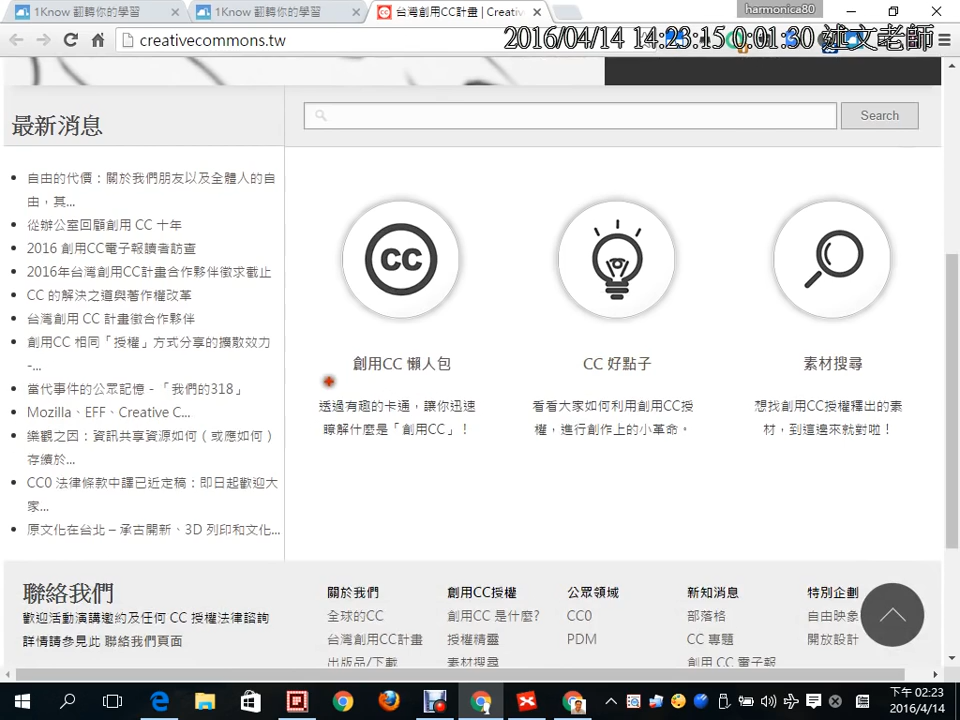 1Know 翻轉你的學習
1Know 翻轉你的學習
台灣創用CC計畫 | Creativ
harmonica80
creativecommons.tw
2016/04/14 14:23:15 0:01:30 述文老師
最新消息
Search
自由的代價：關於我們朋友以及全體人的自
由，其...
從辦公室回顧創用 CC 十年
2016 創用CC電子報讀者訪查
2016年台灣創用CC計畫合作夥伴徵求截止
CC 的解決之道與著作權改革
台灣創用 CC 計畫徵合作夥伴
創用CC 相同「授權」方式分享的擴散效力
-...
當代事件的公眾記憶 - 「我們的318」
Mozilla、EFF、Creative C...
樂觀之因：資訊共享資源如何（或應如何）
存續於...
CC0 法律條款中譯已近定稿：即日起歡迎大
家...
原文化在台北 – 承古開新、3D 列印和文化...
CC
創用CC 懶人包
透過有趣的卡通，讓你迅速
瞭解什麼是「創用CC」！
CC 好點子
看看大家如何利用創用CC授
權，進行創作上的小革命。
素材搜尋
想找創用CC授權釋出的素
材，到這邊來就對啦！
聯絡我們
歡迎活動演講邀約及任何 CC 授權法律諮詢
詳情請參見此 聯絡我們頁面
關於我們
全球的CC
台灣創用CC計畫
出版品/下載
創用CC授權
創用CC 是什麼?
授權精靈
素材搜尋
公眾領域
CC0
PDM
新知消息
部落格
CC 專題
創用 CC 電子報
特別企劃
自由映象
開放設計
下午 02:23
2016/4/14